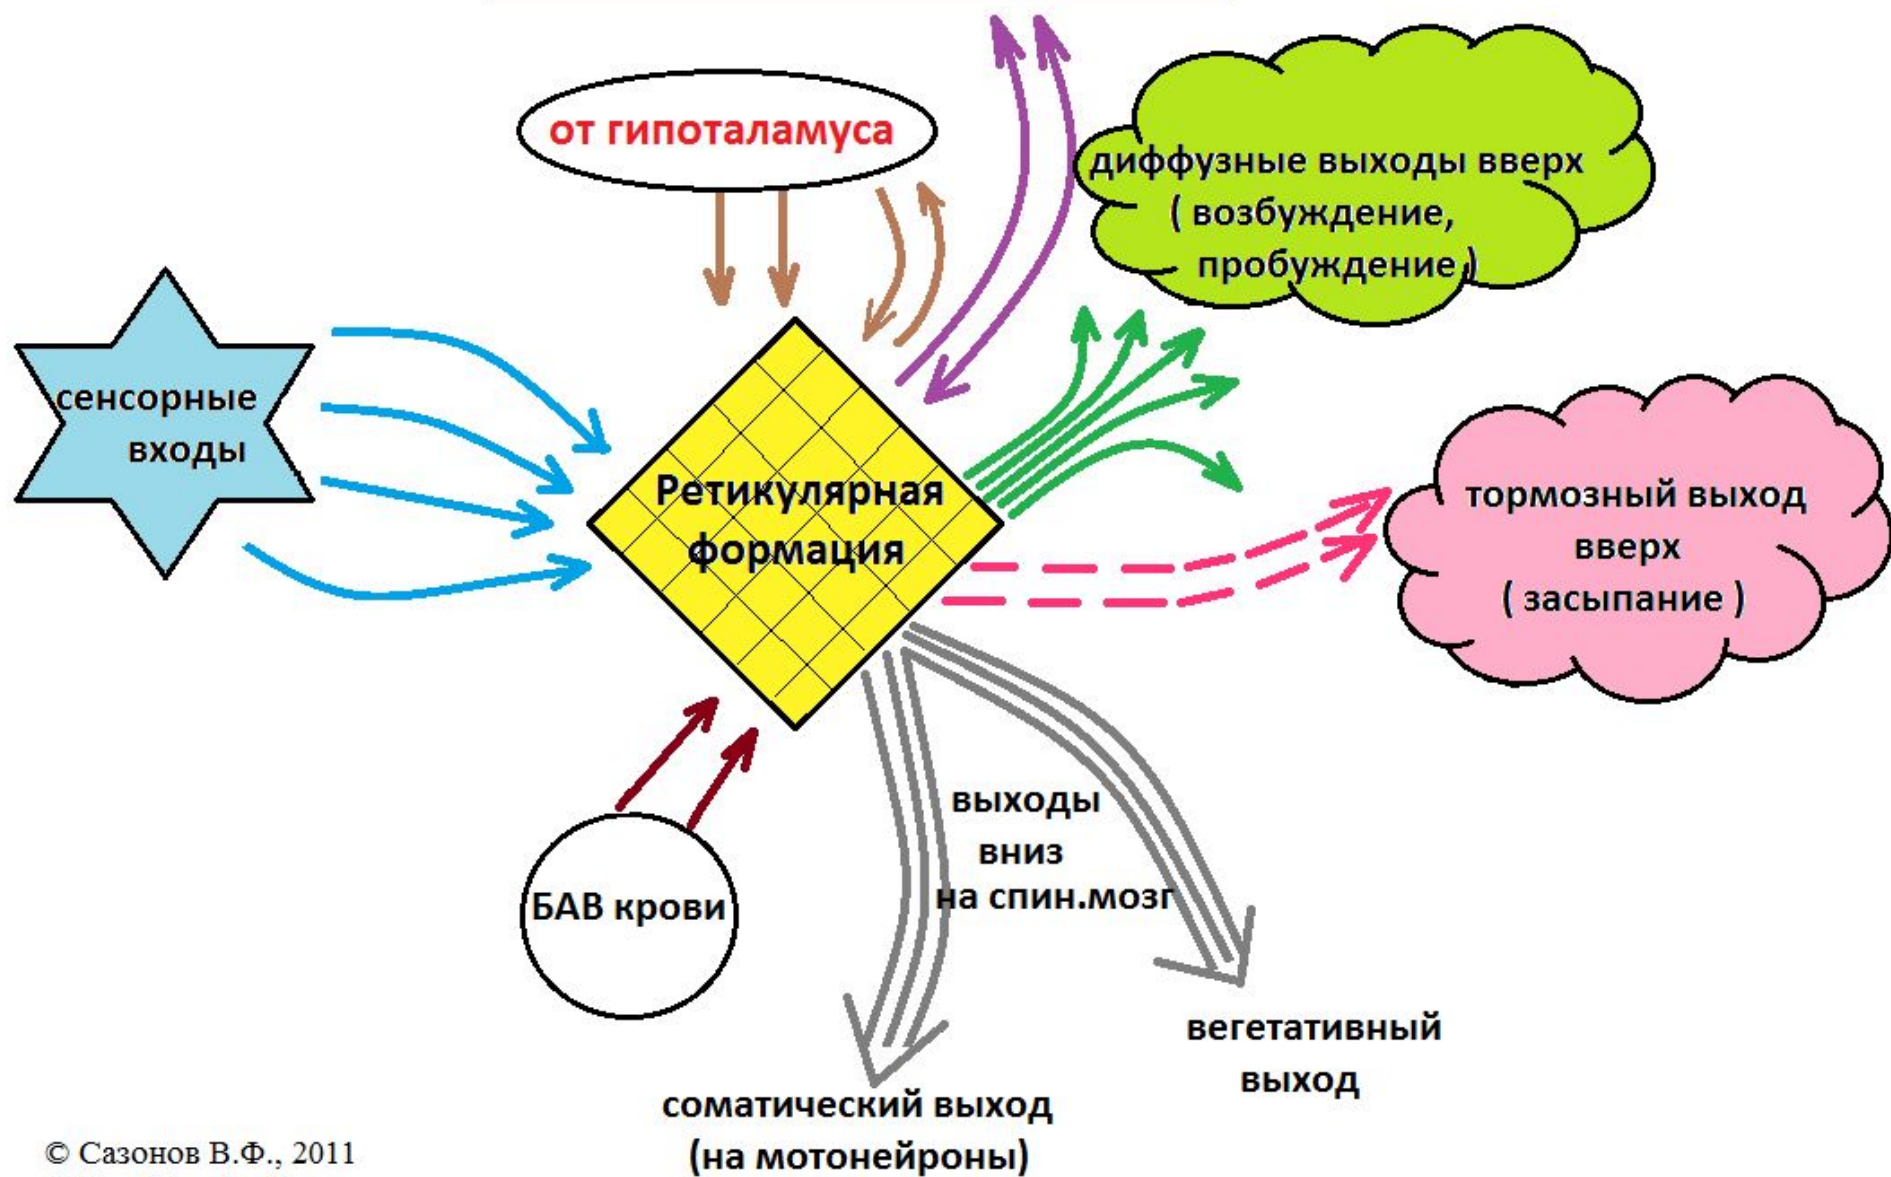 от гипоталамуса
диффузные выходы вверх
( возбуждение,
пробуждение )
сенсорные
входы
Ретикулярная
формация
тормозный выход
вверх
( засыпание )
БАВ крови
выходы
вниз
на спин.мозг
вегетативный
выход
соматический выход
(на мотонейроны)
© Сазонов В.Ф., 2011